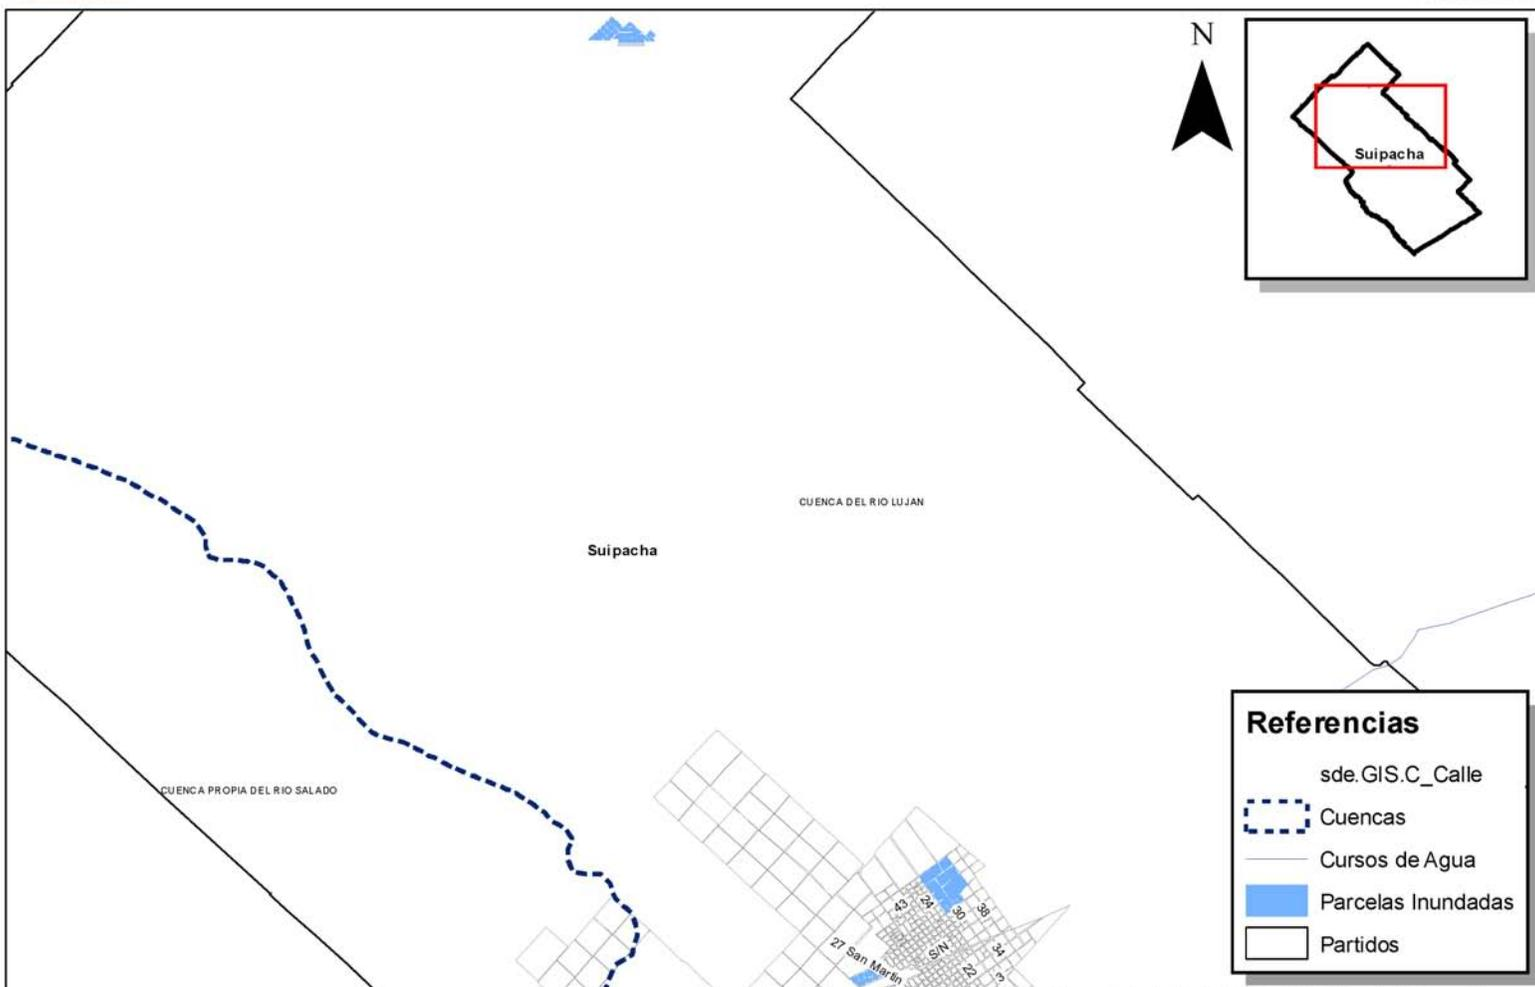 N
Suipacha
CUENCA DEL RIO LUJAN
Suipacha
Referencias
sde.GIS.C_Calle
Cuencas
CUENCA PROPIA DEL RIO SALADO
Cursos de Agua
Parcelas Inundadas
Partidos
43
24
30
38
27 San Martin
S/N
34
22
3